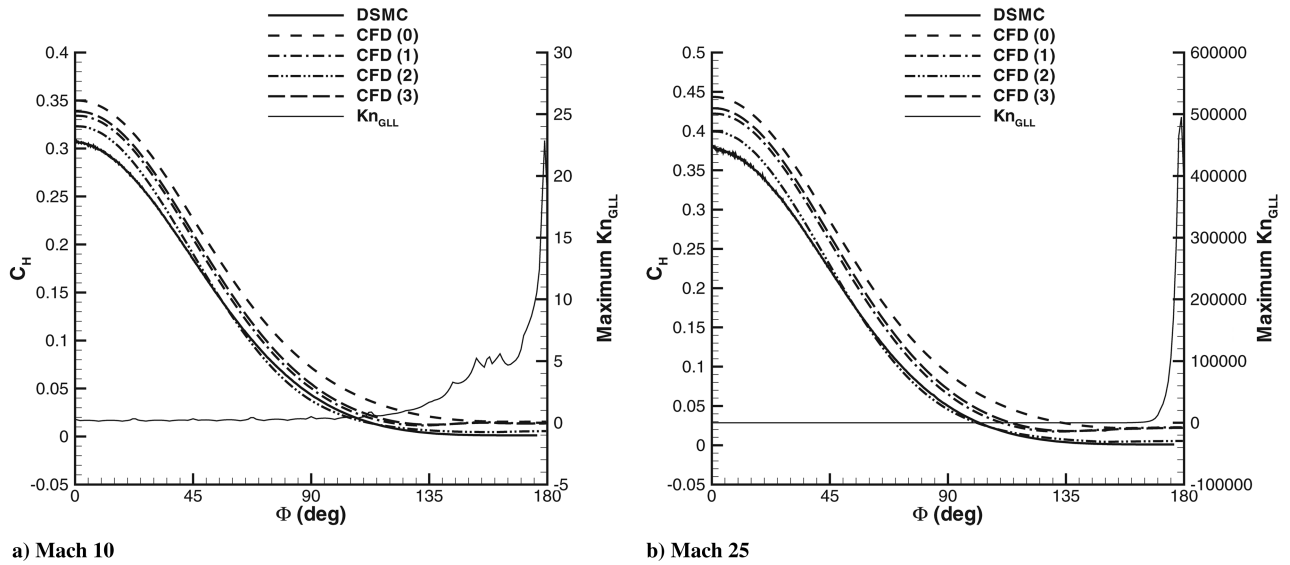 DSMC
CFD (0)
CFD (1)
CFD (2)
CFD (3)
Kn_GLL
0.4
0.35
0.3
0.25
0.2
0.15
0.1
0.05
0
-0.05
C_H
30
25
20
15
10
5
0
-5
Maximum Kn_GLL
0 45 90 135 180
Φ (deg)
a) Mach 10
DSMC
CFD (0)
CFD (1)
CFD (2)
CFD (3)
Kn_GLL
0.5
0.45
0.4
0.35
0.3
0.25
0.2
0.15
0.1
0.05
0
-0.05
C_H
600000
500000
400000
300000
200000
100000
0
-100000
Maximum Kn_GLL
0 45 90 135 180
Φ (deg)
b) Mach 25